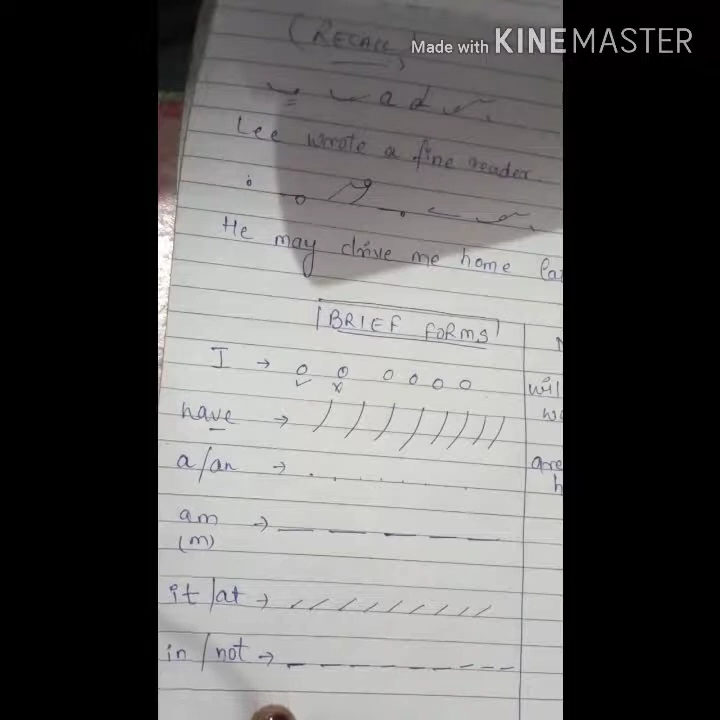 (RECALL)
Made with KINEMASTER
Lee wrote a fine reader.
He may drive me home
BRIEF FORMS
I →
have →
a/an →
am →
(m)
it/at →
in/not →
will
are
h